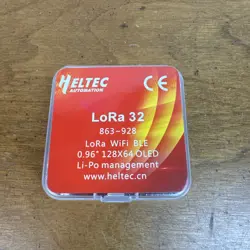 HELTEC
AUTOMATION
CE
LoRa 32
863-928
LoRa WiFi BLE
0.96" 128X64 OLED
Li-Po management
www.heltec.cn